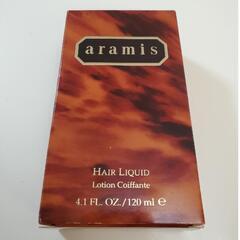 aramis
HAIR LIQUID
Lotion Coiffante
4.1 FL. OZ./120 ml ℮